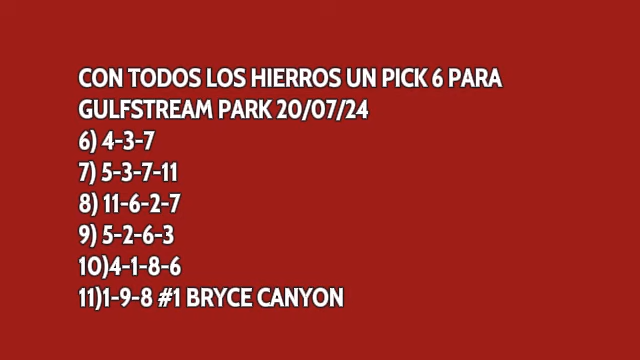 CON TODOS LOS HIERROS UN PICK 6 PARA
GULFSTREAM PARK 20/07/24
6) 4-3-7
7) 5-3-7-11
8) 11-6-2-7
9) 5-2-6-3
10)4-1-8-6
11)1-9-8 #1 BRYCE CANYON